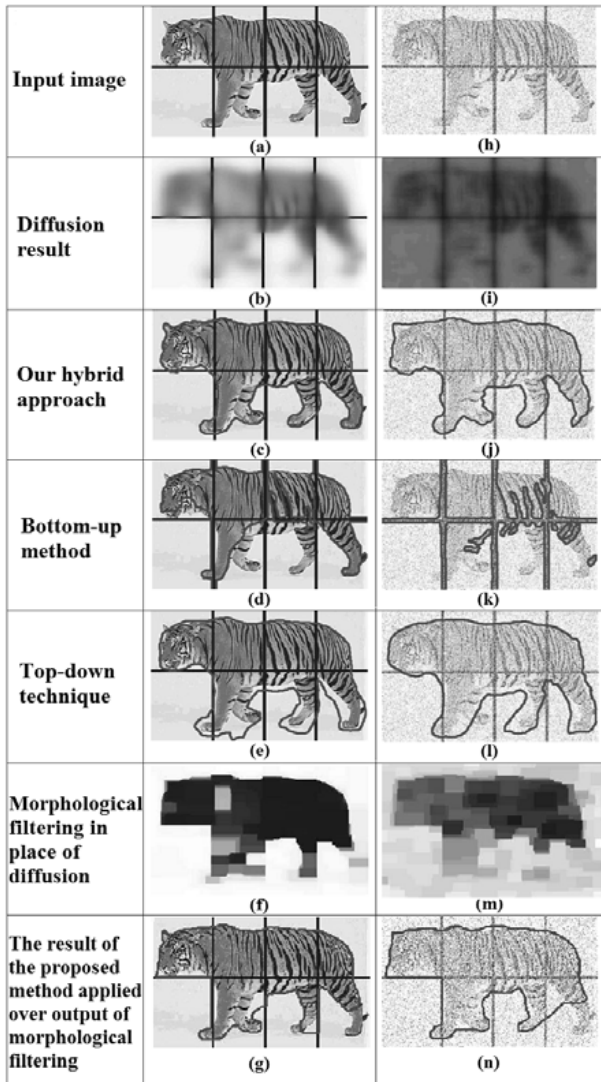 Input image
(a)
(h)
Diffusion
result
(b)
(i)
Our hybrid
approach
(c)
(j)
Bottom-up
method
(d)
(k)
Top-down
technique
(e)
(l)
Morphological
filtering in
place of
diffusion
(f)
(m)
The result of
the proposed
method applied
over output of
morphological
filtering
(g)
(n)